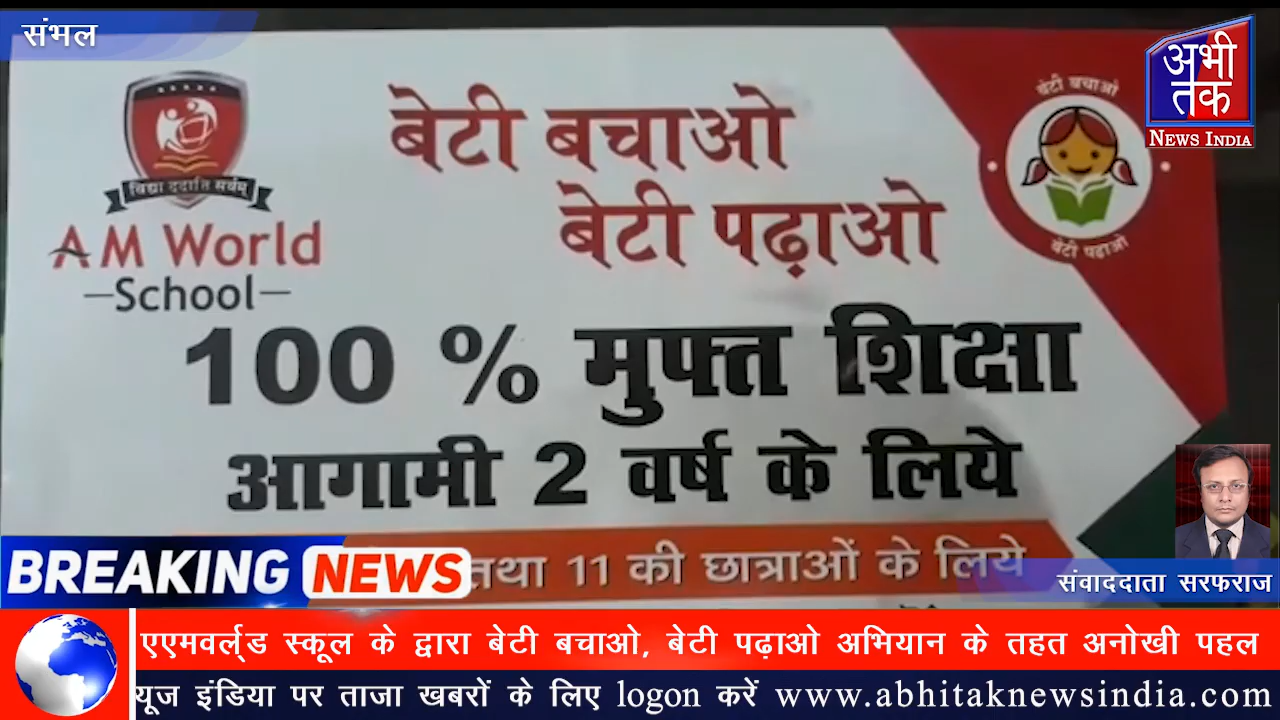 संभल
अभी
तक
NEWS INDIA
बेटी बचाओ
बेटी पढ़ाओ
विद्या ददाति सर्वम्
AM World
School
बेटी बचाओ
बेटी पढ़ाओ
100 % मुफ्त शिक्षा
आगामी 2 वर्ष के लिये
तथा 11 की छात्राओं के लिये
BREAKING NEWS
संवाददाता सरफराज
एएमवर्ल्ड स्कूल के द्वारा बेटी बचाओ, बेटी पढ़ाओ अभियान के तहत अनोखी पहल
यूज इंडिया पर ताजा खबरों के लिए logon करें www.abhitaknewsindia.com